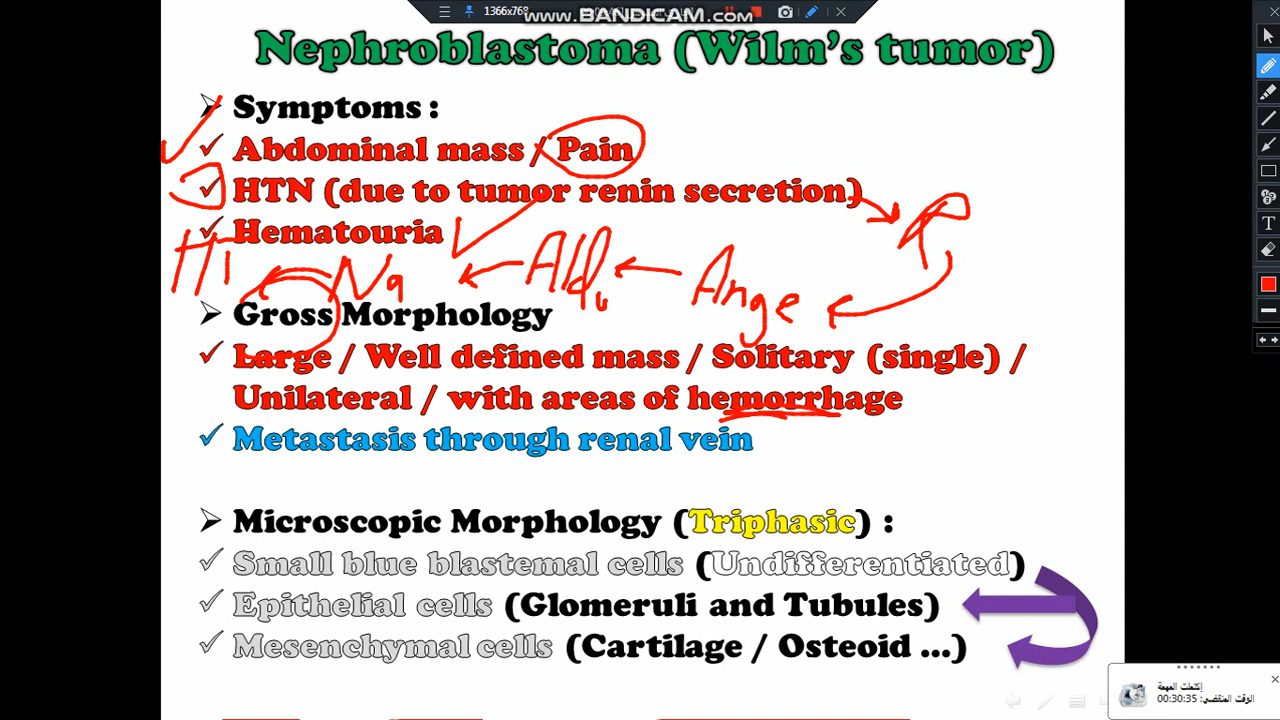 1366x768
www.BANDICAM.com
Nephroblastoma (Wilm's tumor)
Symptoms :
Abdominal mass / Pain
HTN (due to tumor renin secretion)
Hematouria
R
HT Na Aldo Ange
Gross Morphology
Large / Well defined mass / Solitary (single) /
Unilateral / with areas of hemorrhage
Metastasis through renal vein
Microscopic Morphology (Triphasic) :
Small blue blastemal cells (Undifferentiated)
Epithelial cells (Glomeruli and Tubules)
Mesenchymal cells (Cartilage / Osteoid ...)
إكتملت المهمة
الوقت المنقضي: 00:30:35